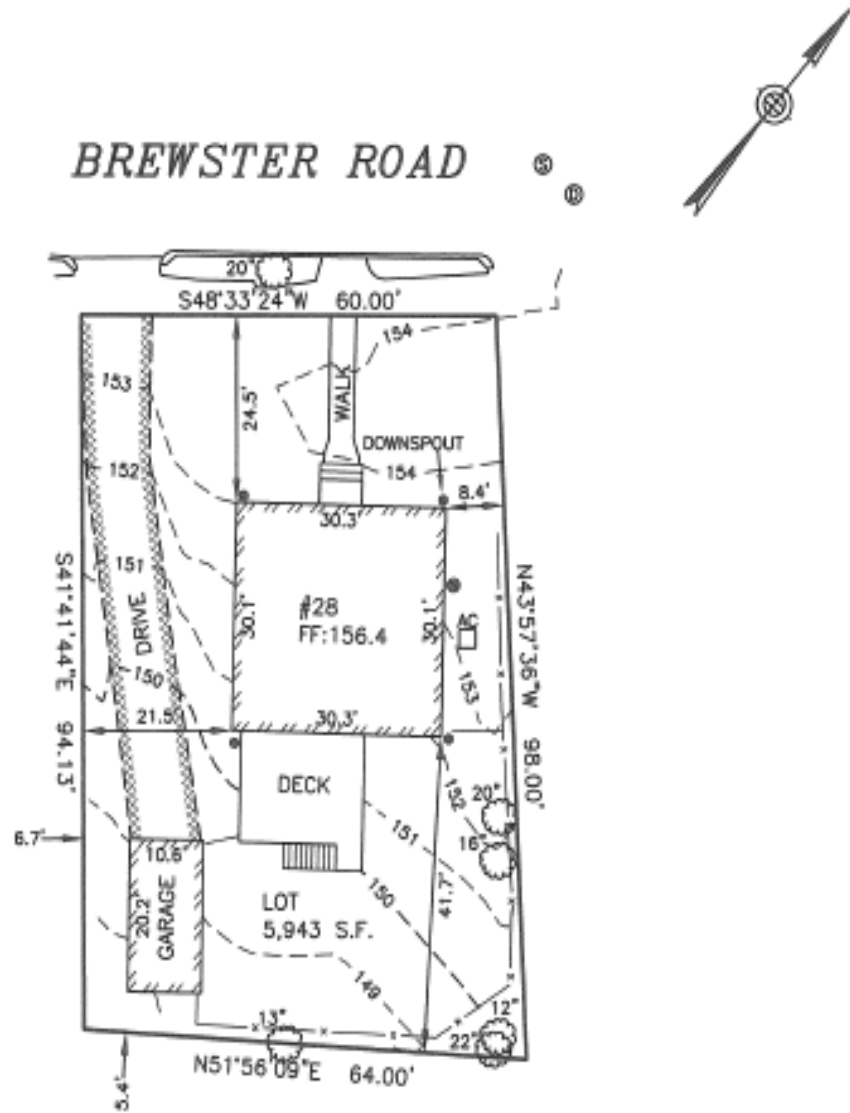 BREWSTER ROAD
S
D
20"
S48°33'24"W 60.00'
154
153
24.5'
WALK
DOWNSPOUT
152
154
8.4'
30.3'
151
S41°41'44"E 94.13'
DRIVE
30.1'
#28
FF:156.4
30.1'
AC
N43°57'36"W 98.00'
150
153
21.5'
30.3'
DECK
152
20"
151
16"
6.7'
10.6'
20.2'
GARAGE
LOT
5,943 S.F.
150
41.7'
149
13"
12"
22"
N51°56'09"E 64.00'
5.4'